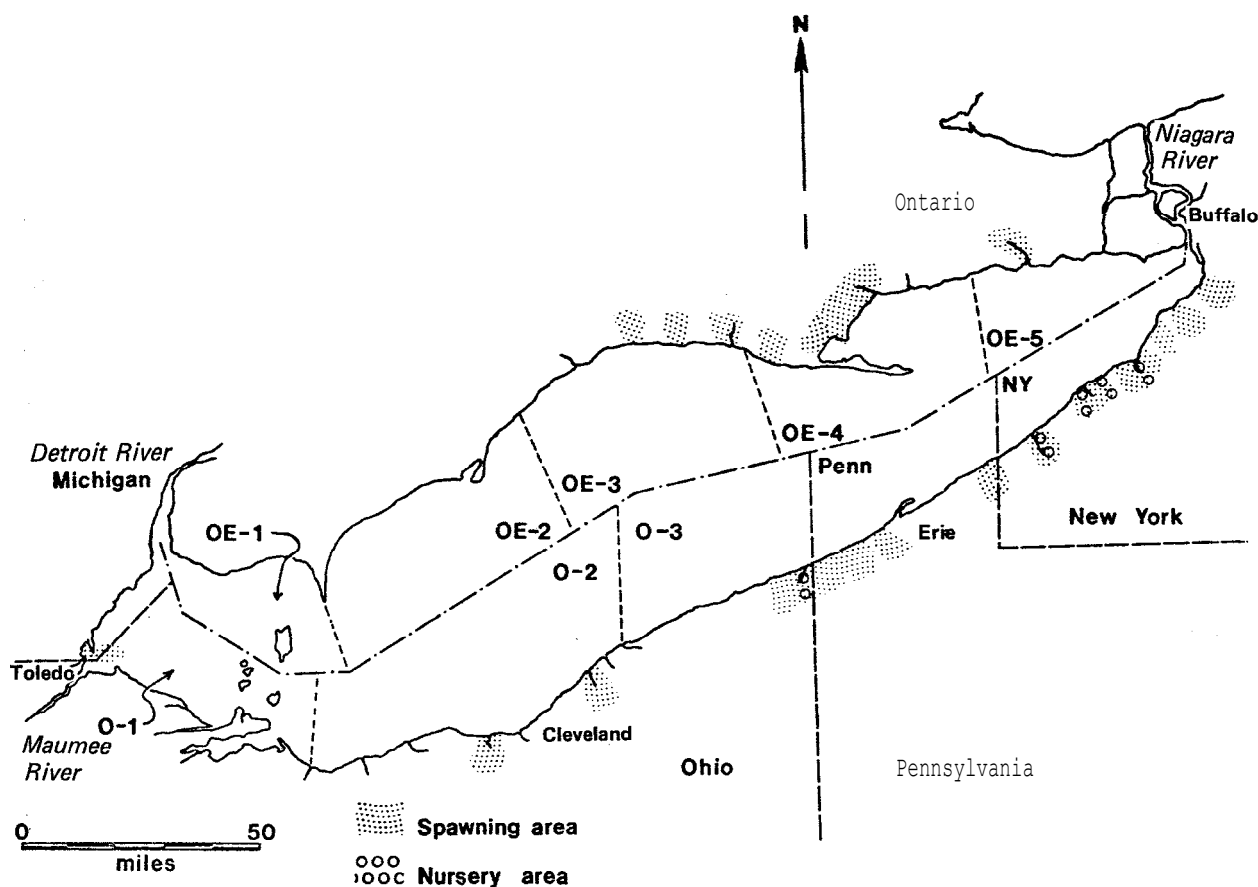 N
Niagara
River
Ontario
Buffalo
OE-5
NY
Detroit River
Michigan
OE-4
Penn
OE-3
OE-1
OE-2
O-3
New York
Erie
O-2
Toledo
O-1
Cleveland
Maumee
River
Ohio
Pennsylvania
0 50
miles
Spawning area
Nursery area